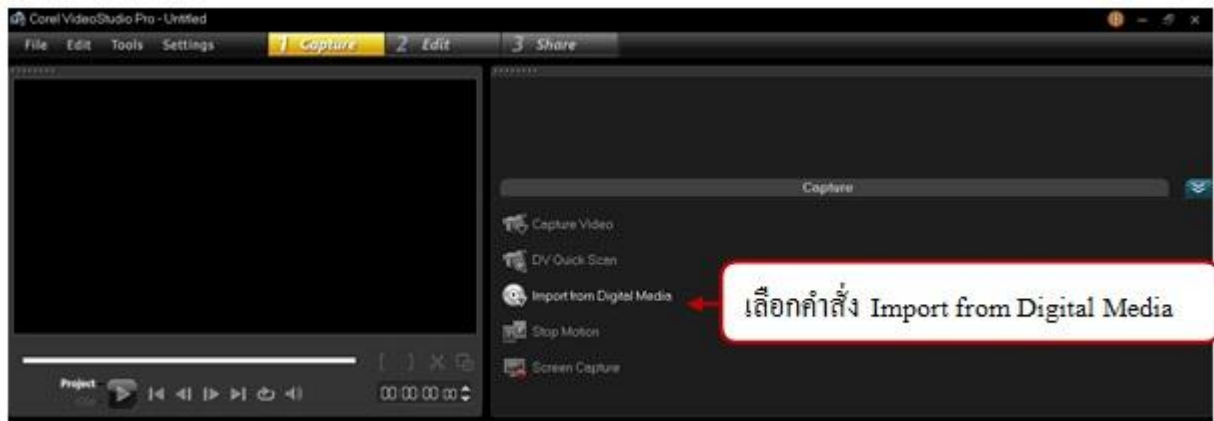 Corel VideoStudio Pro - Untitled
File Edit Tools Settings 1 Capture 2 Edit 3 Share
Capture
Capture Video
DV Quick Scan
Import from Digital Media
เลือกคำสั่ง Import from Digital Media
Stop Motion
Screen Capture
Project
00:00:00:00